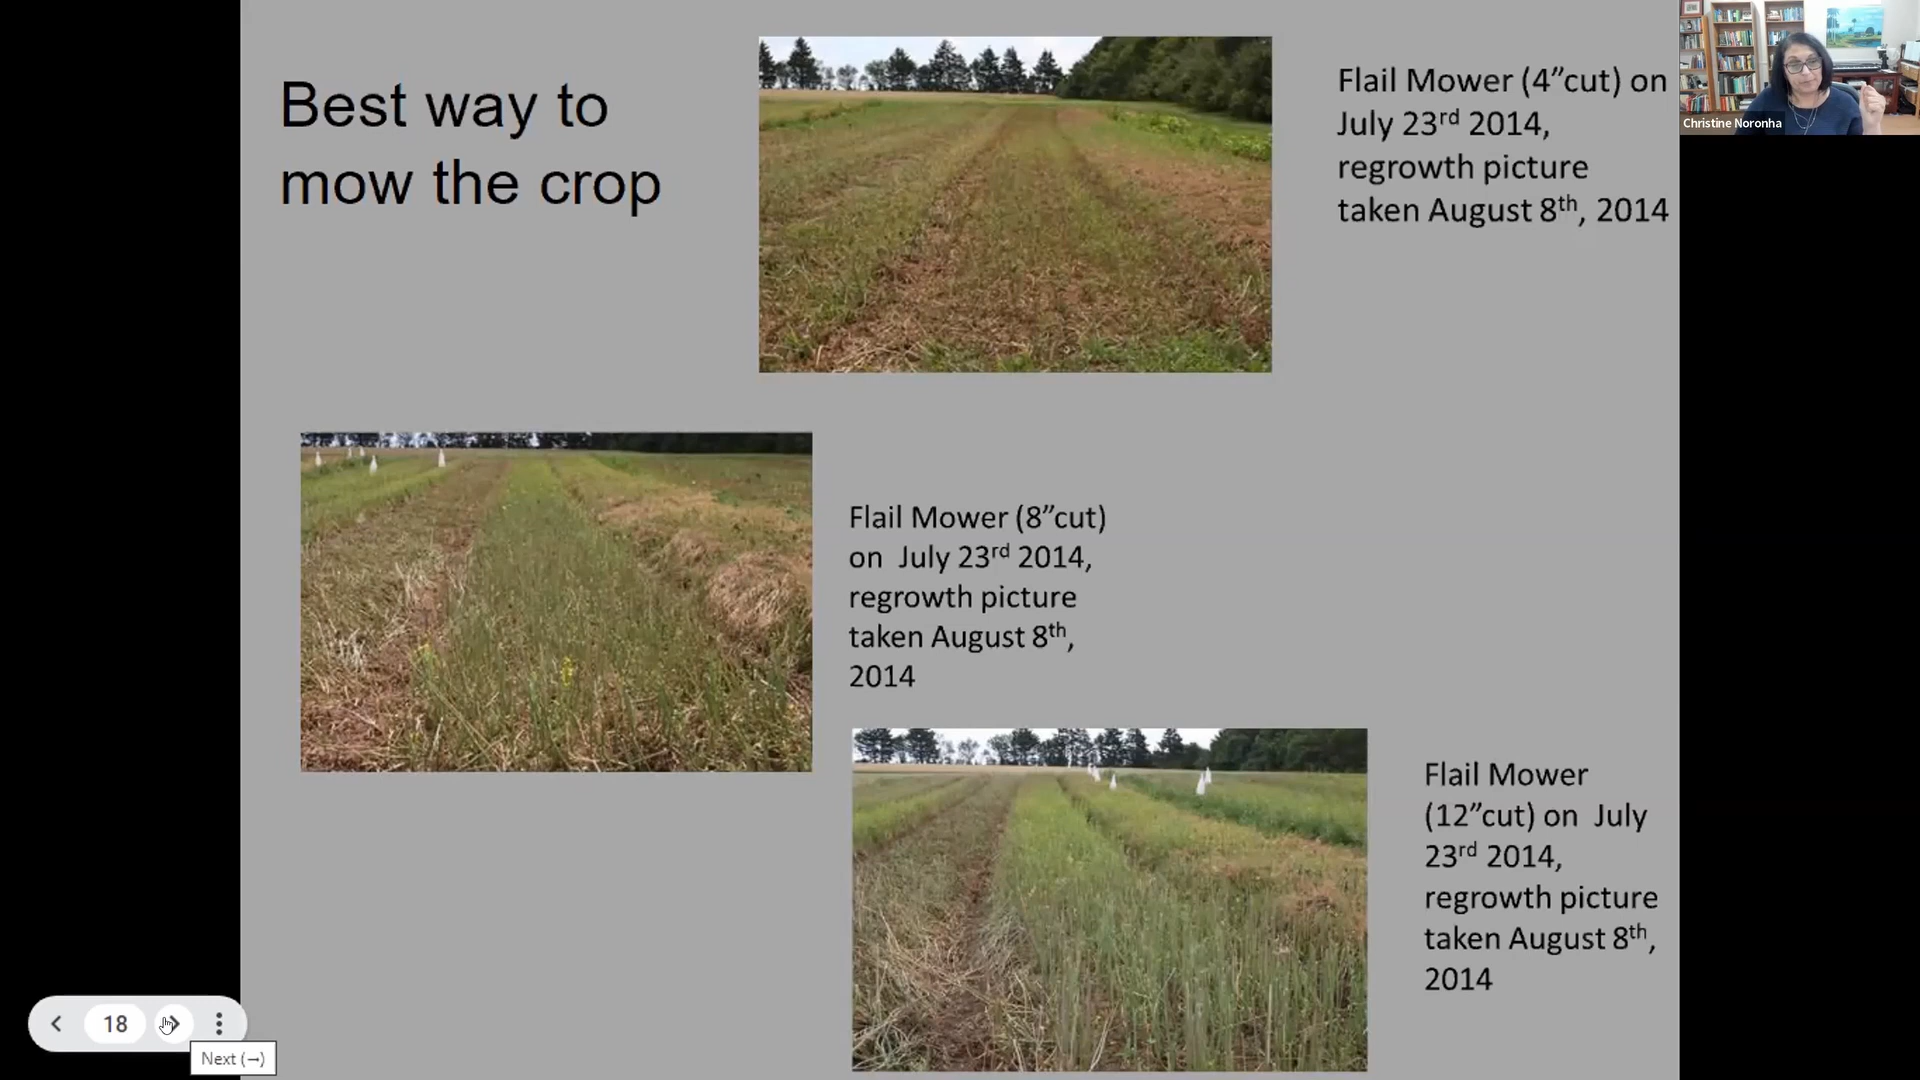 Best way to
mow the crop
Flail Mower (4”cut) on
July 23rd 2014,
regrowth picture
taken August 8th, 2014
Christine Noronha
Flail Mower (8”cut)
on July 23rd 2014,
regrowth picture
taken August 8th,
2014
Flail Mower
(12”cut) on July
23rd 2014,
regrowth picture
taken August 8th,
2014
18
Next (→)